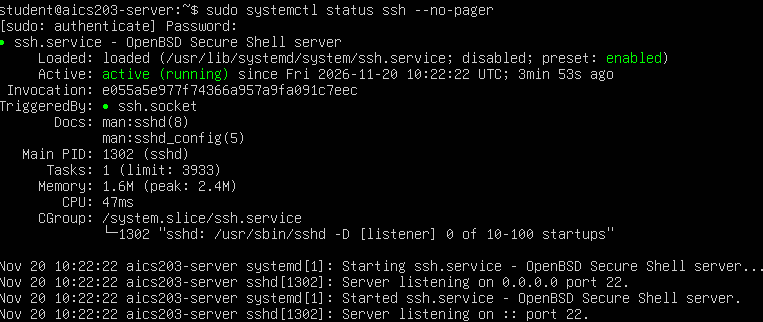 student@aics203-server:~$ sudo systemctl status ssh --no-pager
[sudo: authenticate] Password:
● ssh.service - OpenBSD Secure Shell server
     Loaded: loaded (/usr/lib/systemd/system/ssh.service; disabled; preset: enabled)
     Active: active (running) since Fri 2026-11-20 10:22:22 UTC; 3min 53s ago
 Invocation: e055a5e977f74366a957a9fa091c7eec
TriggeredBy: ● ssh.socket
       Docs: man:sshd(8)
             man:sshd_config(5)
   Main PID: 1302 (sshd)
      Tasks: 1 (limit: 3933)
     Memory: 1.6M (peak: 2.4M)
        CPU: 47ms
     CGroup: /system.slice/ssh.service
             └─1302 "sshd: /usr/sbin/sshd -D [listener] 0 of 10-100 startups"

Nov 20 10:22:22 aics203-server systemd[1]: Starting ssh.service - OpenBSD Secure Shell server...
Nov 20 10:22:22 aics203-server sshd[1302]: Server listening on 0.0.0.0 port 22.
Nov 20 10:22:22 aics203-server systemd[1]: Started ssh.service - OpenBSD Secure Shell server.
Nov 20 10:22:22 aics203-server sshd[1302]: Server listening on :: port 22.